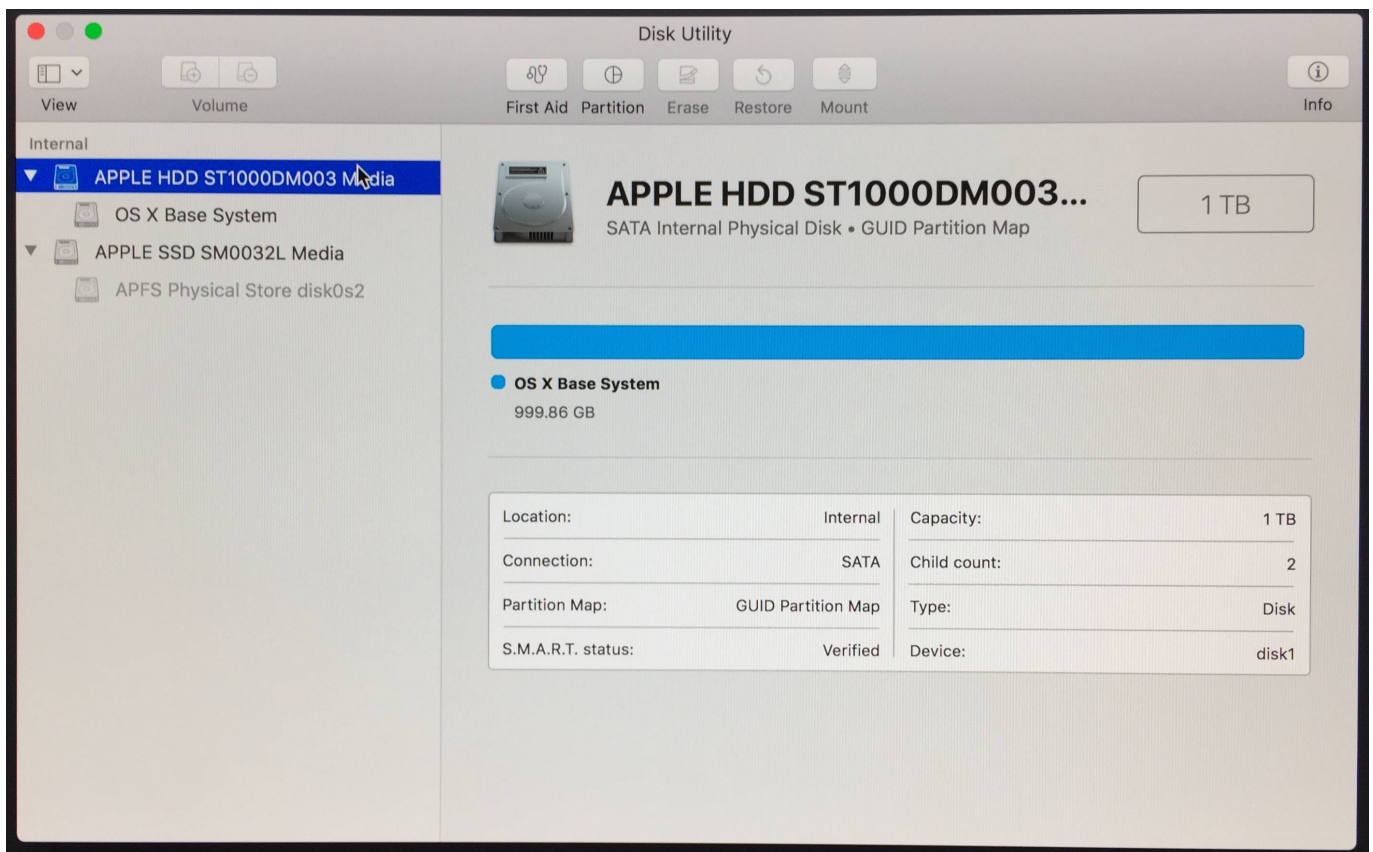 Disk Utility
View
Volume
First Aid
Partition
Erase
Restore
Mount
Info
Internal
APPLE HDD ST1000DM003 Media
OS X Base System
APPLE SSD SM0032L Media
APFS Physical Store disk0s2
APPLE HDD ST1000DM003...
SATA Internal Physical Disk • GUID Partition Map
1 TB
OS X Base System
999.86 GB
Location: Internal
Connection: SATA
Partition Map: GUID Partition Map
S.M.A.R.T. status: Verified
Capacity: 1 TB
Child count: 2
Type: Disk
Device: disk1